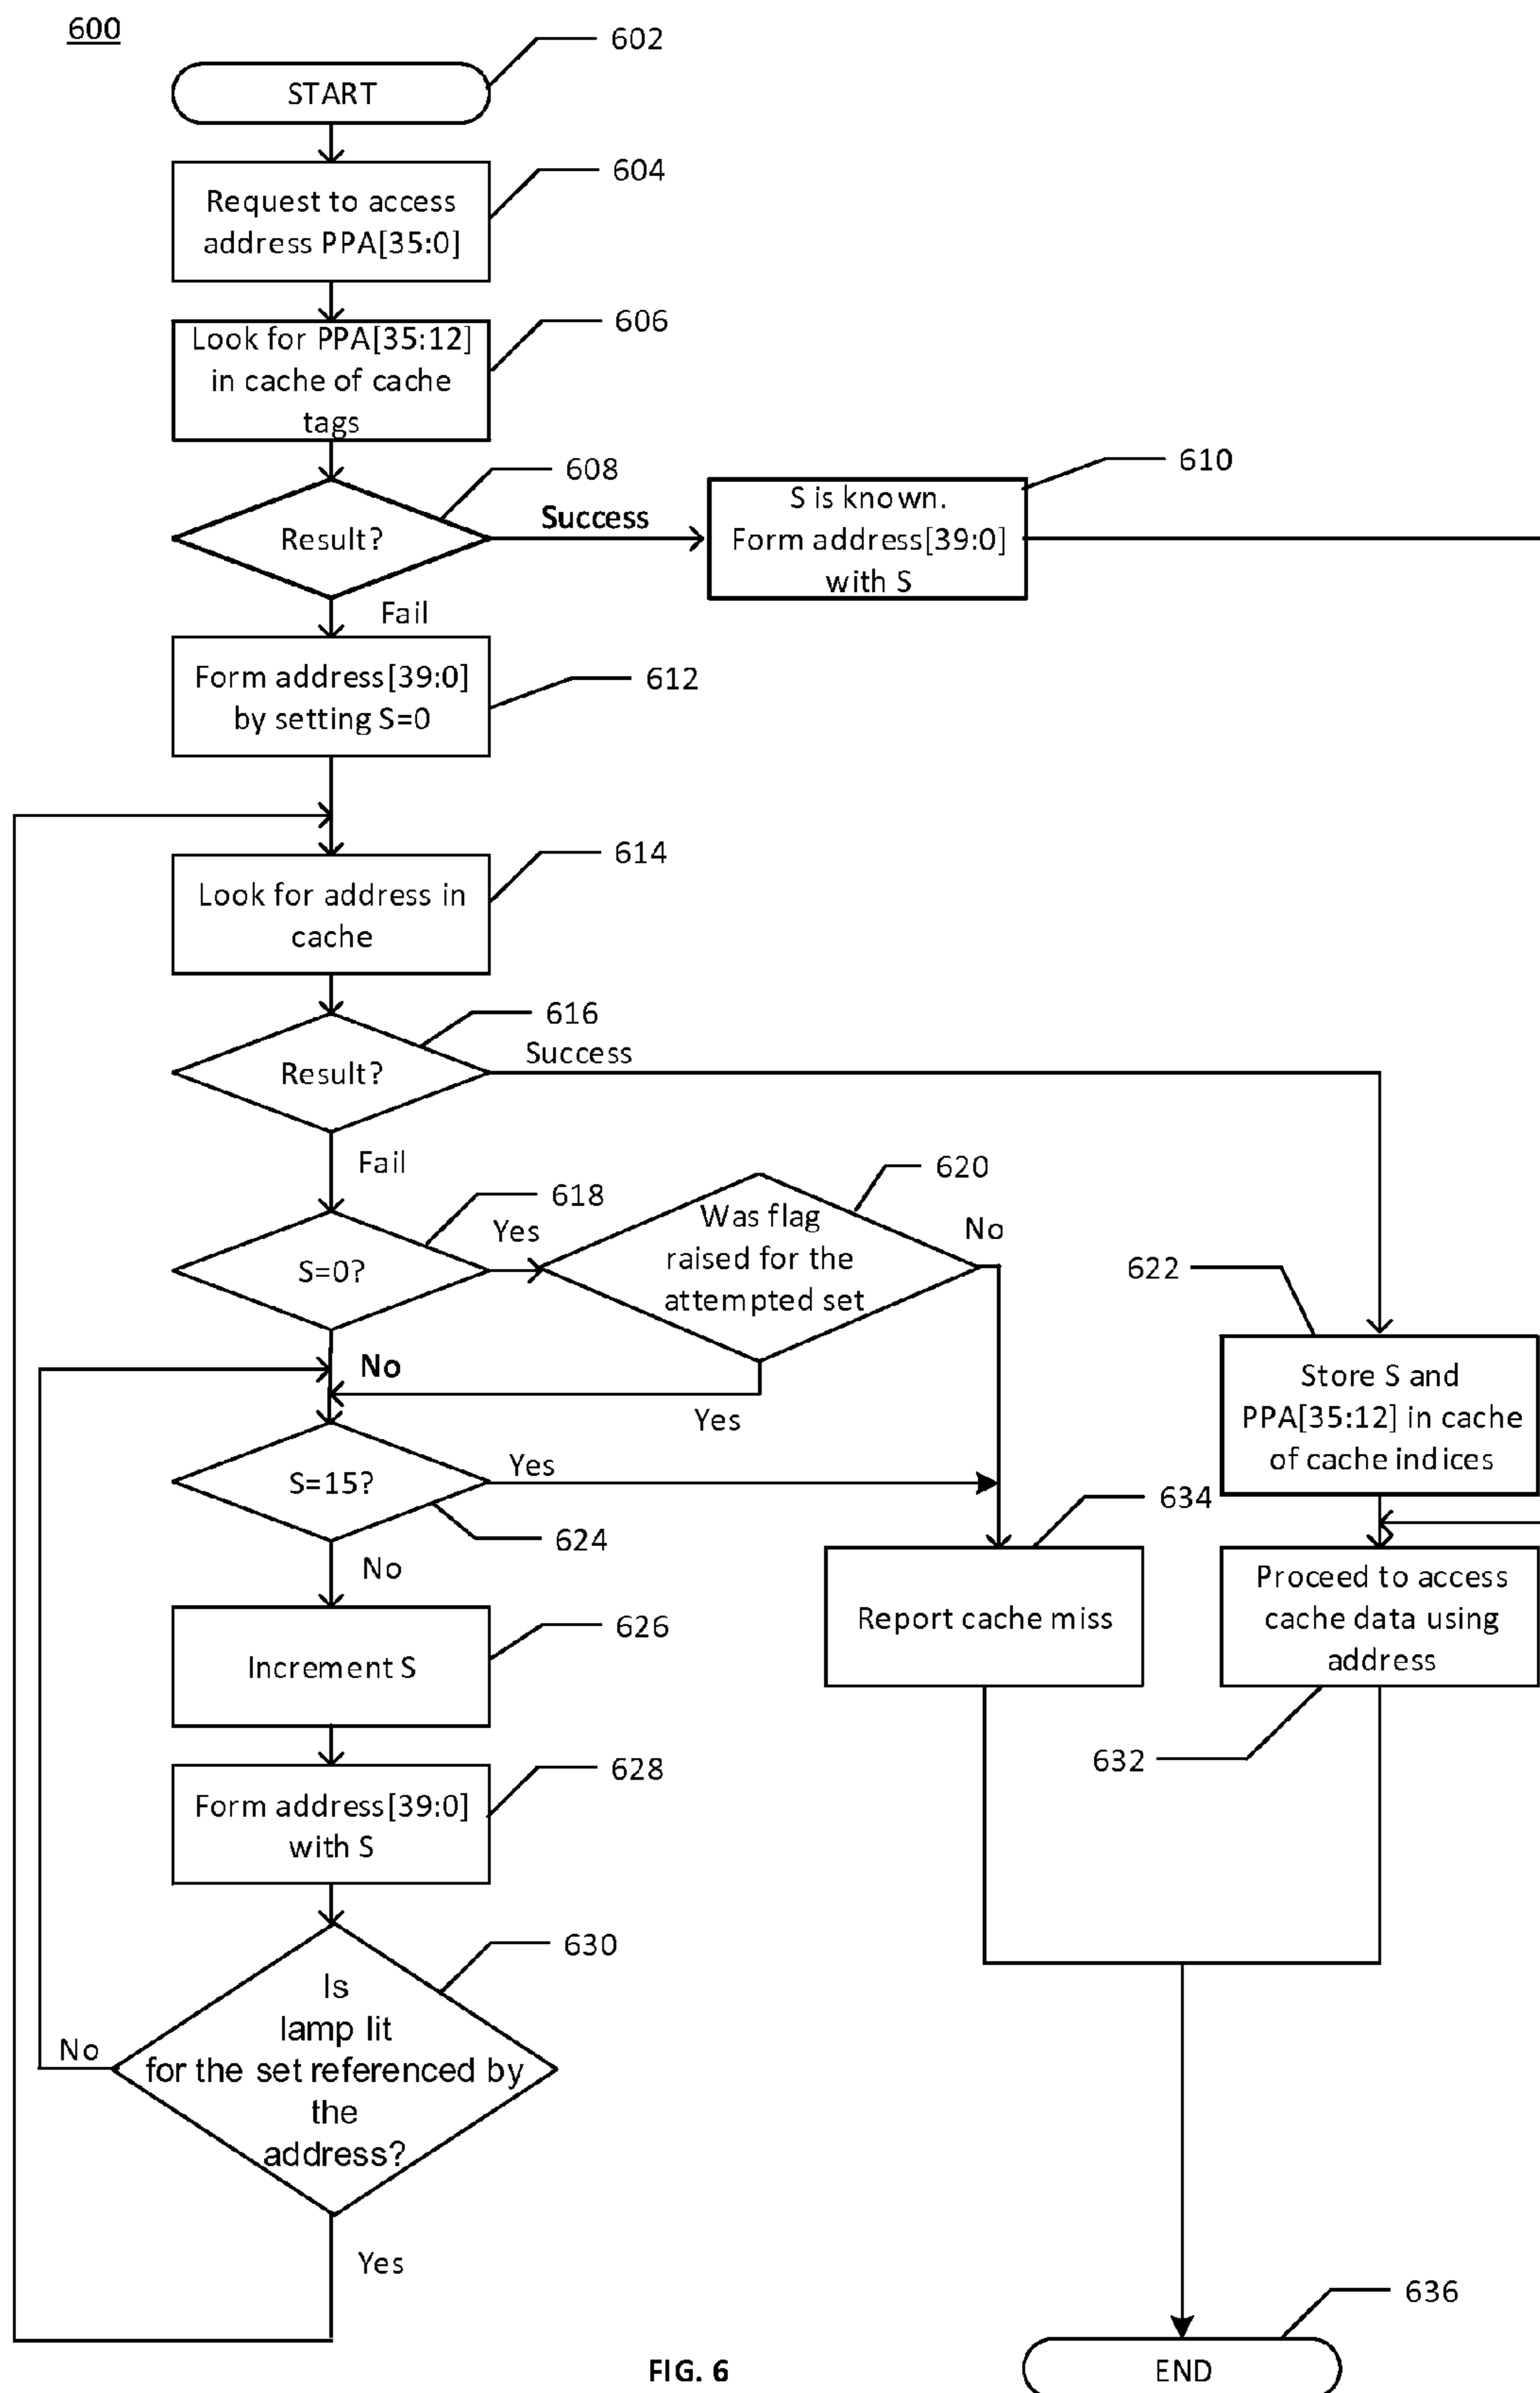 600
602
START
604
Request to access
address PPA[35:0]
606
Look for PPA[35:12]
in cache of cache
tags
608
Result?
Success
610
S is known.
Form address[39:0]
with S
Fail
Form address[39:0]
by setting S=0
612
614
Look for address in
cache
616
Result?
Success
Fail
618
S=0?
Yes
620
Was flag
raised for the
attempted set
No
622
Store S and
PPA[35:12] in cache
of cache indices
No
Yes
S=15?
Yes
624
No
634
Report cache miss
Proceed to access
cache data using
address
632
626
Increment S
628
Form address[39:0]
with S
630
Is
lamp lit
for the set referenced by
the
address?
No
Yes
636
END
FIG. 6